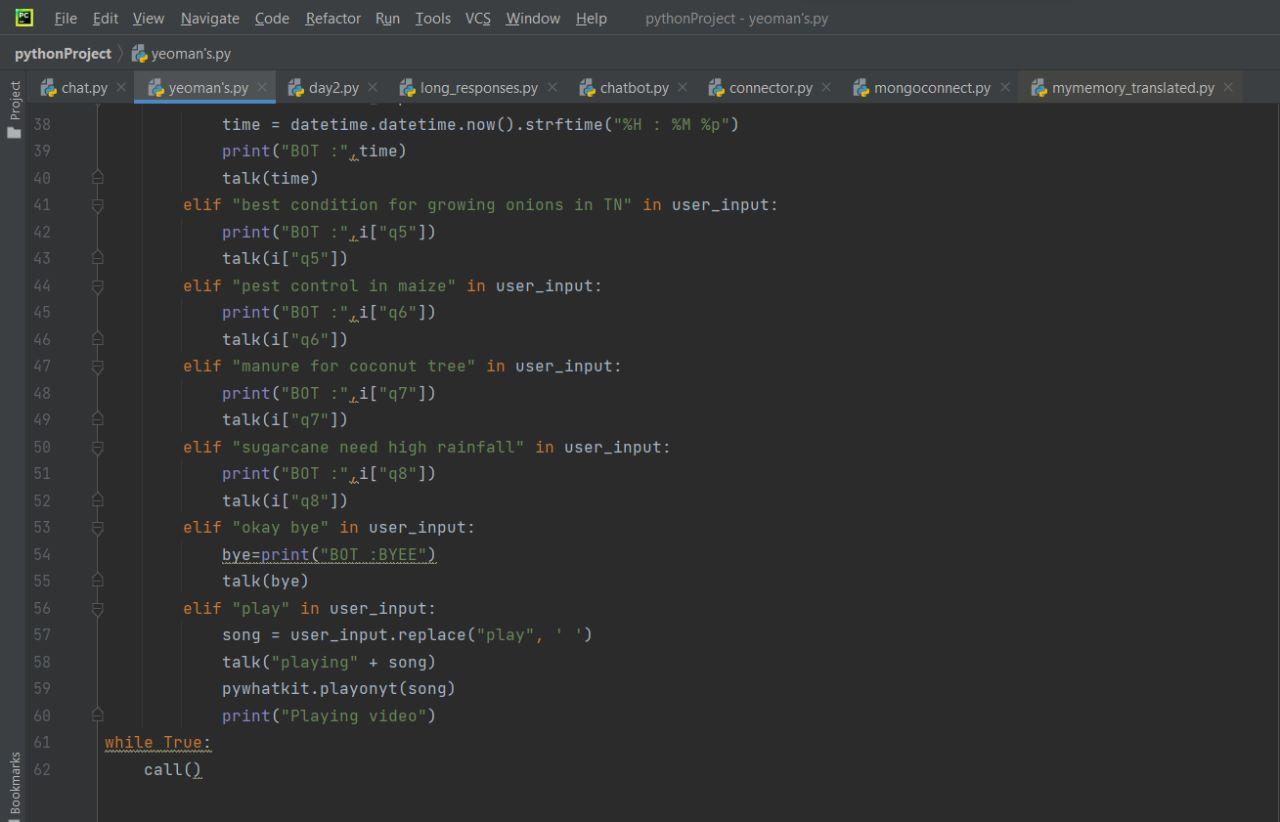 PC
File Edit View Navigate Code Refactor Run Tools VCS Window Help pythonProject - yeoman's.py
pythonProject yeoman's.py
Project
chat.py yeoman's.py day2.py long_responses.py chatbot.py connector.py mongoconnect.py mymemory_translated.py
38 time = datetime.datetime.now().strftime("%H : %M %p")
39 print("BOT :",time)
40 talk(time)
41 elif "best condition for growing onions in TN" in user_input:
42 print("BOT :",i["q5"])
43 talk(i["q5"])
44 elif "pest control in maize" in user_input:
45 print("BOT :",i["q6"])
46 talk(i["q6"])
47 elif "manure for coconut tree" in user_input:
48 print("BOT :",i["q7"])
49 talk(i["q7"])
50 elif "sugarcane need high rainfall" in user_input:
51 print("BOT :",i["q8"])
52 talk(i["q8"])
53 elif "okay bye" in user_input:
54 bye=print("BOT :BYEE")
55 talk(bye)
56 elif "play" in user_input:
57 song = user_input.replace("play", ' ')
58 talk("playing" + song)
59 pywhatkit.playonyt(song)
60 print("Playing video")
61 while True:
62 call()
Bookmarks